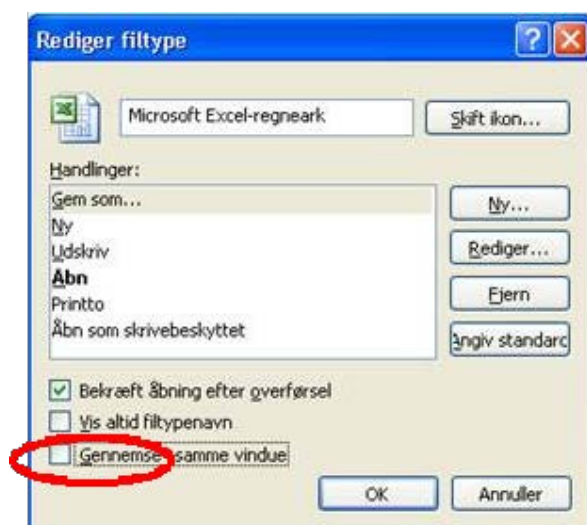 Rediger filtype
Microsoft Excel-regneark
Skift ikon...
Handlinger:
Gem som...
Ny
Udskriv
Åbn
Printto
Åbn som skrivebeskyttet
Ny...
Rediger...
Fjern
Angiv standard
Bekræft åbning efter overførsel
Vis altid filtypenavn
Gennemse samme vindue
OK
Annuller